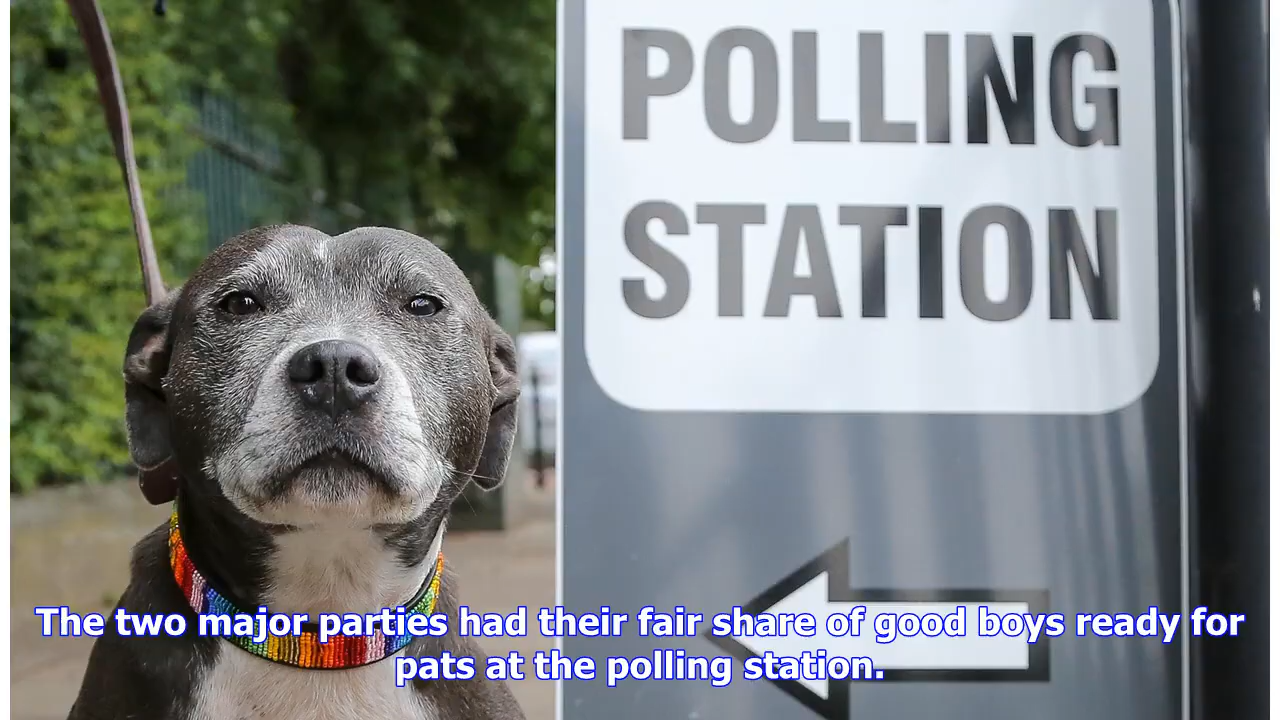 POLLING
STATION
The two major parties had their fair share of good boys ready for
pats at the polling station.